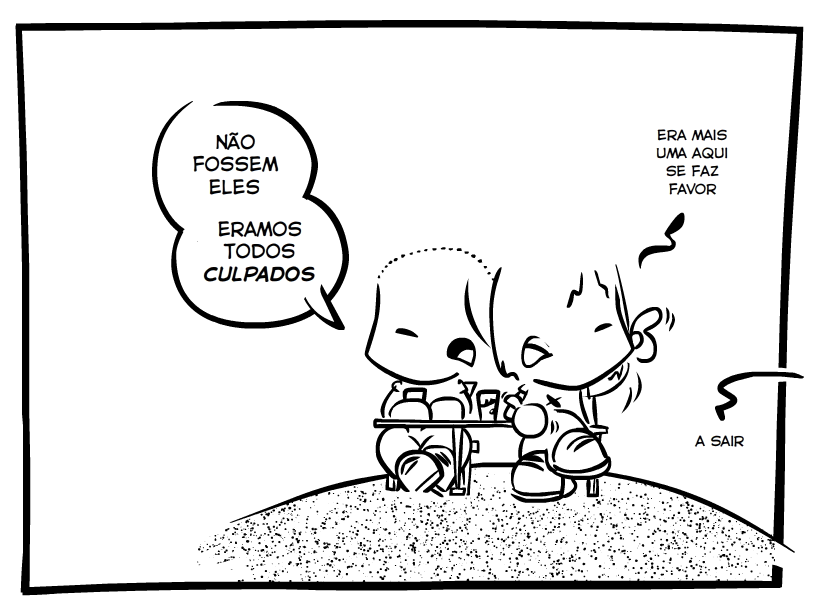 NÃO
FOSSEM
ELES
ERAMOS
TODOS
CULPADOS
ERA MAIS
UMA AQUI
SE FAZ
FAVOR
A SAIR